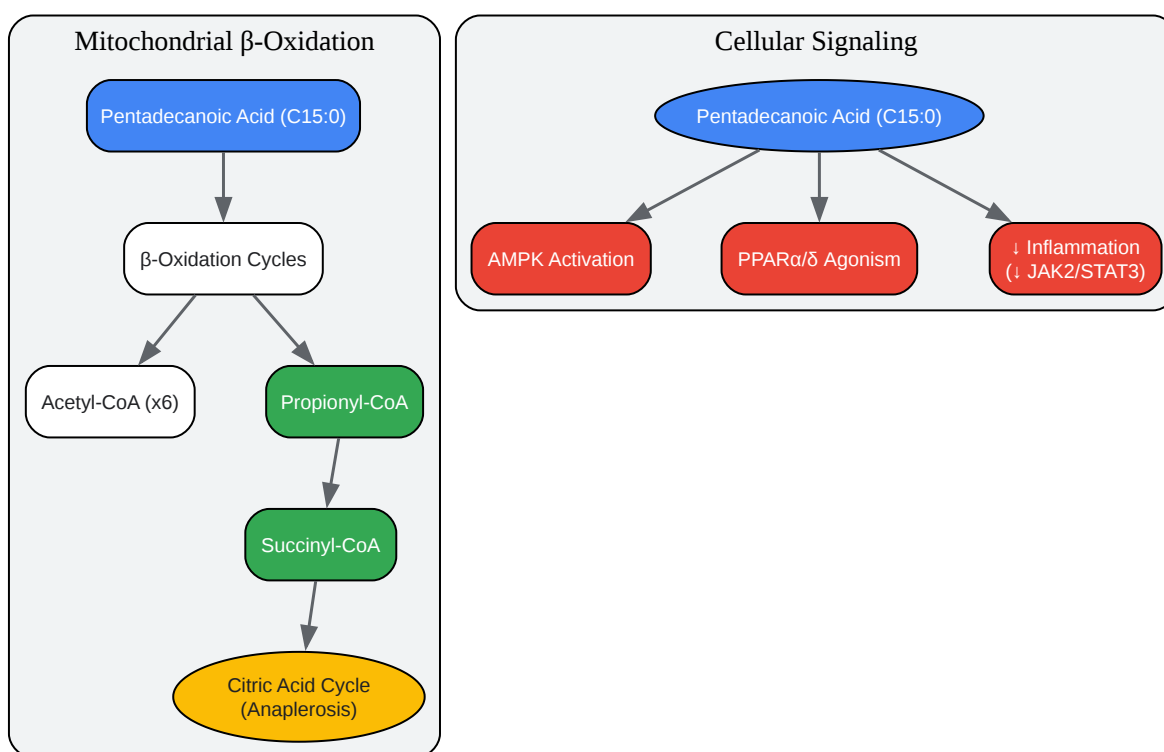 Mitochondrial β-Oxidation
Pentadecanoic Acid (C15:0)
β-Oxidation Cycles
Acetyl-CoA (x6)
Propionyl-CoA
Succinyl-CoA
Citric Acid Cycle
(Anaplerosis)
Cellular Signaling
Pentadecanoic Acid (C15:0)
AMPK Activation
PPARα/δ Agonism
↓ Inflammation
(↓ JAK2/STAT3)